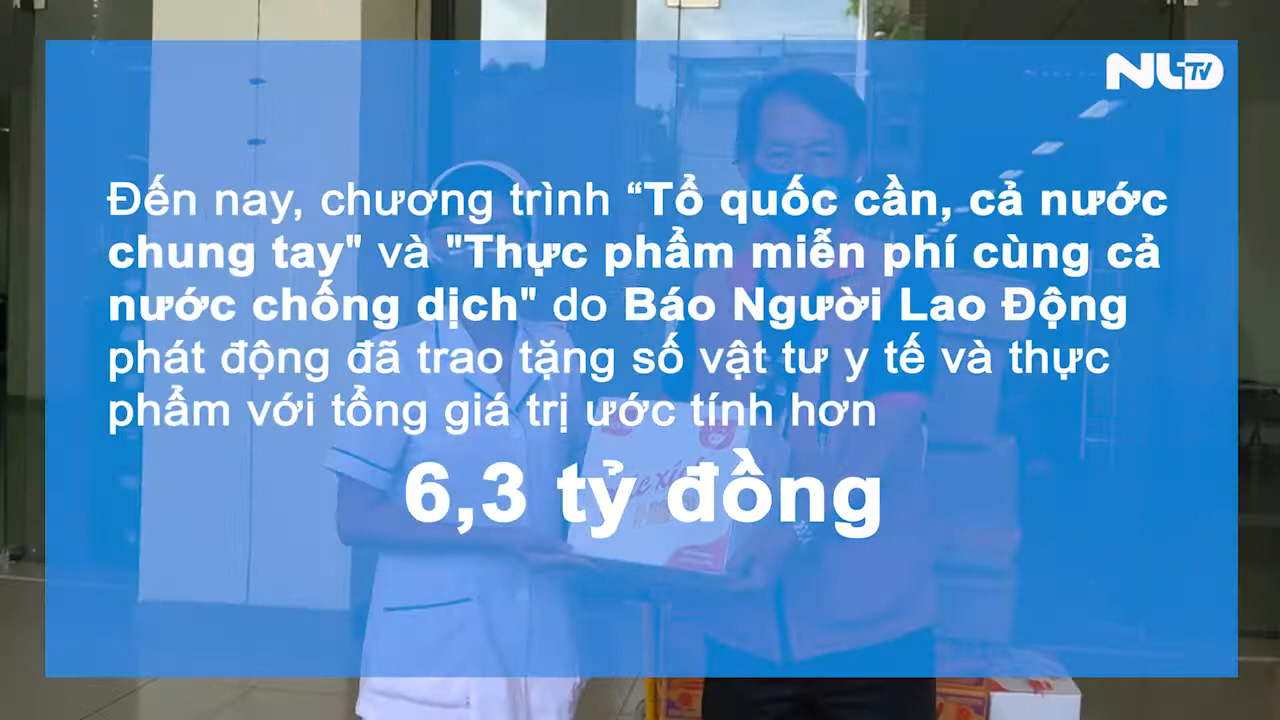 NLĐ TV
Đến nay, chương trình “Tổ quốc cần, cả nước
chung tay" và "Thực phẩm miễn phí cùng cả
nước chống dịch" do Báo Người Lao Động
phát động đã trao tặng số vật tư y tế và thực
phẩm với tổng giá trị ước tính hơn
6,3 tỷ đồng